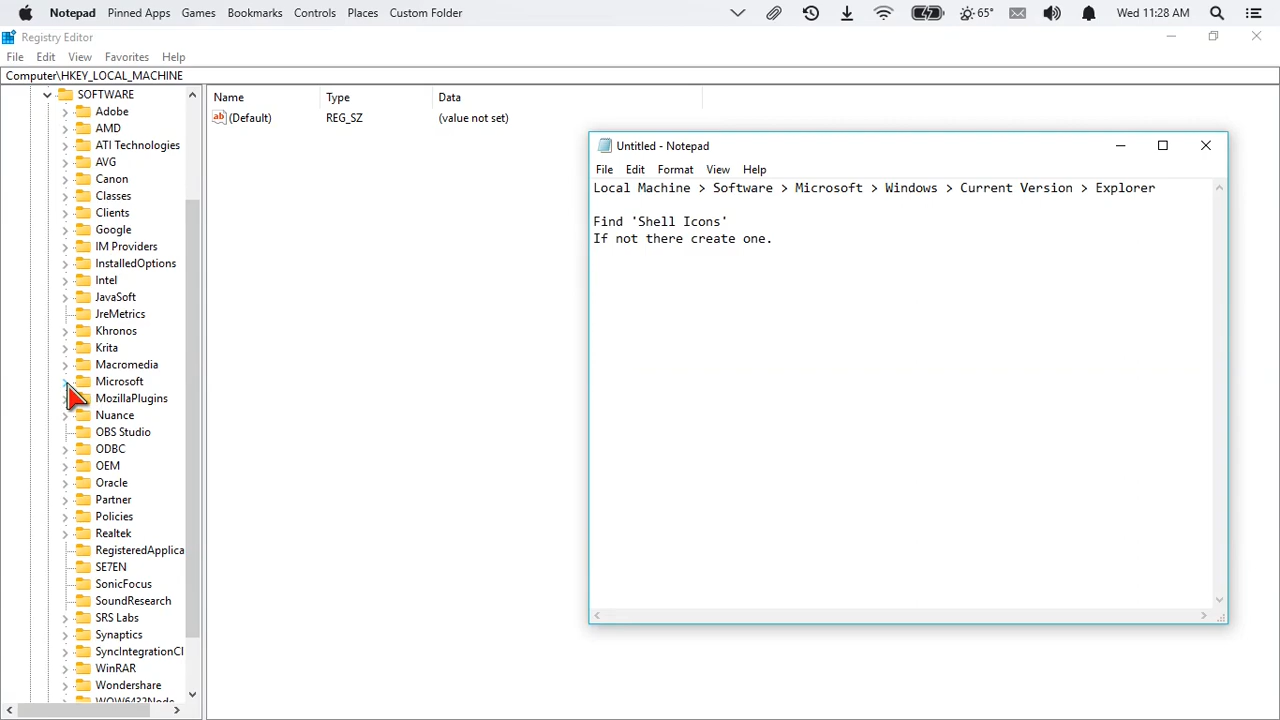 Notepad Pinned Apps Games Bookmarks Controls Places Custom Folder 65° Wed 11:28 AM
Registry Editor
File Edit View Favorites Help
Computer\HKEY_LOCAL_MACHINE
SOFTWARE
Adobe
AMD
ATI Technologies
AVG
Canon
Classes
Clients
Google
IM Providers
InstalledOptions
Intel
JavaSoft
JreMetrics
Khronos
Krita
Macromedia
Microsoft
MozillaPlugins
Nuance
OBS Studio
ODBC
OEM
Oracle
Partner
Policies
Realtek
RegisteredApplica
SE7EN
SonicFocus
SoundResearch
SRS Labs
Synaptics
SyncIntegrationCl
WinRAR
Wondershare
WOW6432Node
Name Type Data
ab (Default) REG_SZ (value not set)
Untitled - Notepad
File Edit Format View Help
Local Machine > Software > Microsoft > Windows > Current Version > Explorer
Find 'Shell Icons'
If not there create one.